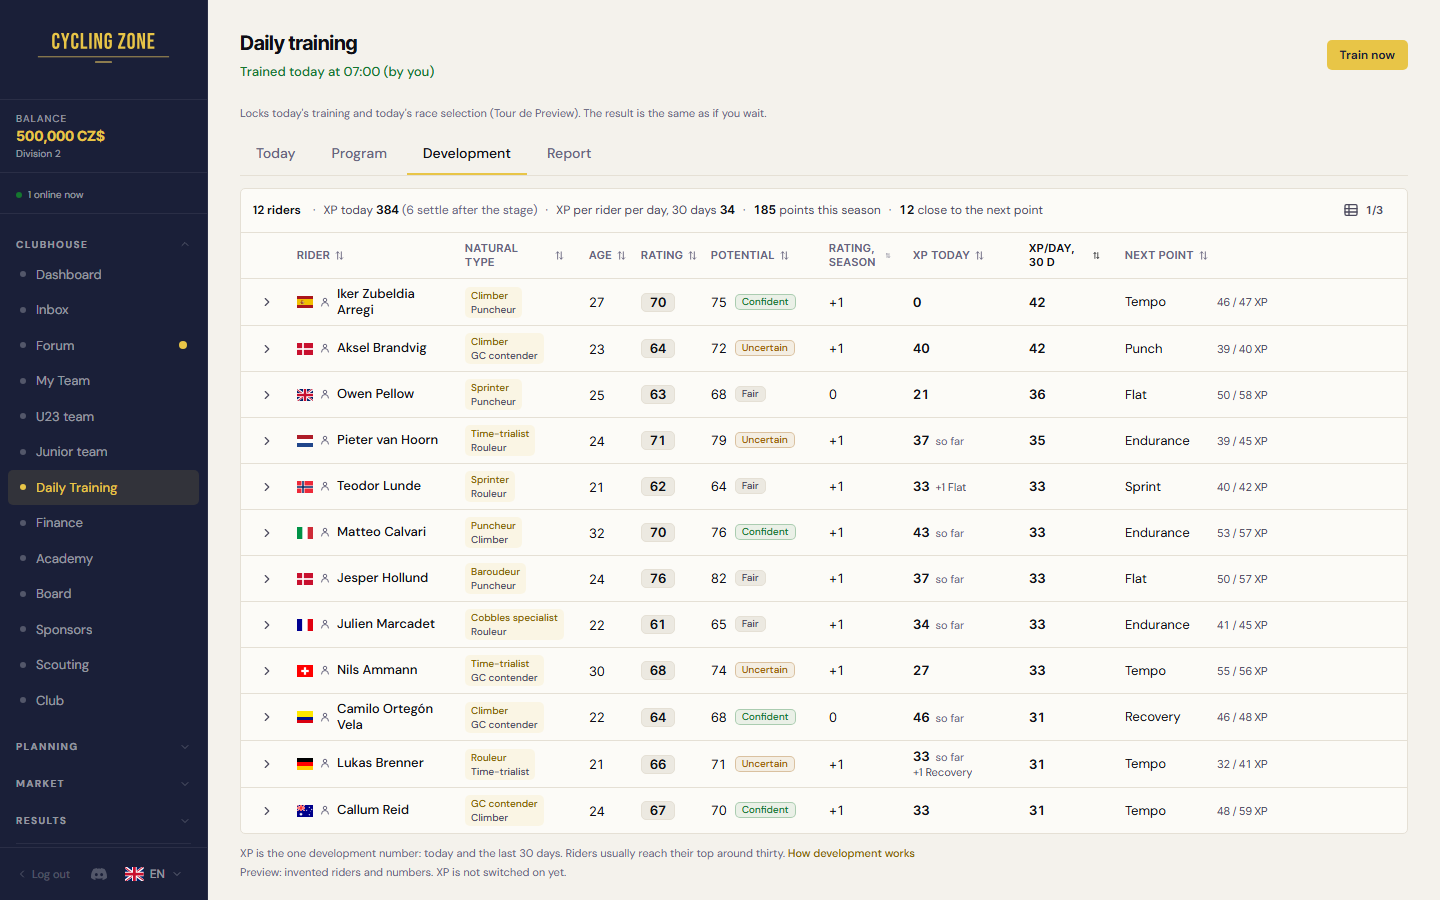 CYCLING ZONE
BALANCE
500,000 CZ$
Division 2
1 online now
CLUBHOUSE
Dashboard
Inbox
Forum
My Team
U23 team
Junior team
Daily Training
Finance
Academy
Board
Sponsors
Scouting
Club
PLANNING
MARKET
RESULTS
Log out
EN
Daily training
Trained today at 07:00 (by you)
Train now
Locks today's training and today's race selection (Tour de Preview). The result is the same as if you wait.
Today Program Development Report
12 riders · XP today 384 (6 settle after the stage) · XP per rider per day, 30 days 34 · 185 points this season · 12 close to the next point 1/3
RIDER NATURAL TYPE AGE RATING POTENTIAL RATING, SEASON XP TODAY XP/DAY, 30 D NEXT POINT
Iker Zubeldia Arregi Climber Puncheur 27 70 75 Confident +1 0 42 Tempo 46 / 47 XP
Aksel Brandvig Climber GC contender 23 64 72 Uncertain +1 40 42 Punch 39 / 40 XP
Owen Pellow Sprinter Puncheur 25 63 68 Fair 0 21 36 Flat 50 / 58 XP
Pieter van Hoorn Time-trialist Rouleur 24 71 79 Uncertain +1 37 so far 35 Endurance 39 / 45 XP
Teodor Lunde Sprinter Rouleur 21 62 64 Fair +1 33 +1 Flat 33 Sprint 40 / 42 XP
Matteo Calvari Puncheur Climber 32 70 76 Confident +1 43 so far 33 Endurance 53 / 57 XP
Jesper Hollund Baroudeur Puncheur 24 76 82 Fair +1 37 so far 33 Flat 50 / 57 XP
Julien Marcadet Cobbles specialist Rouleur 22 61 65 Fair +1 34 so far 33 Endurance 41 / 45 XP
Nils Ammann Time-trialist GC contender 30 68 74 Uncertain +1 27 33 Tempo 55 / 56 XP
Camilo Ortegón Vela Climber GC contender 22 64 68 Confident 0 46 so far 31 Recovery 46 / 48 XP
Lukas Brenner Rouleur Time-trialist 21 66 71 Uncertain +1 33 so far +1 Recovery 31 Tempo 32 / 41 XP
Callum Reid GC contender Climber 24 67 70 Confident +1 33 31 Tempo 48 / 59 XP
XP is the one development number: today and the last 30 days. Riders usually reach their top around thirty. How development works
Preview: invented riders and numbers. XP is not switched on yet.